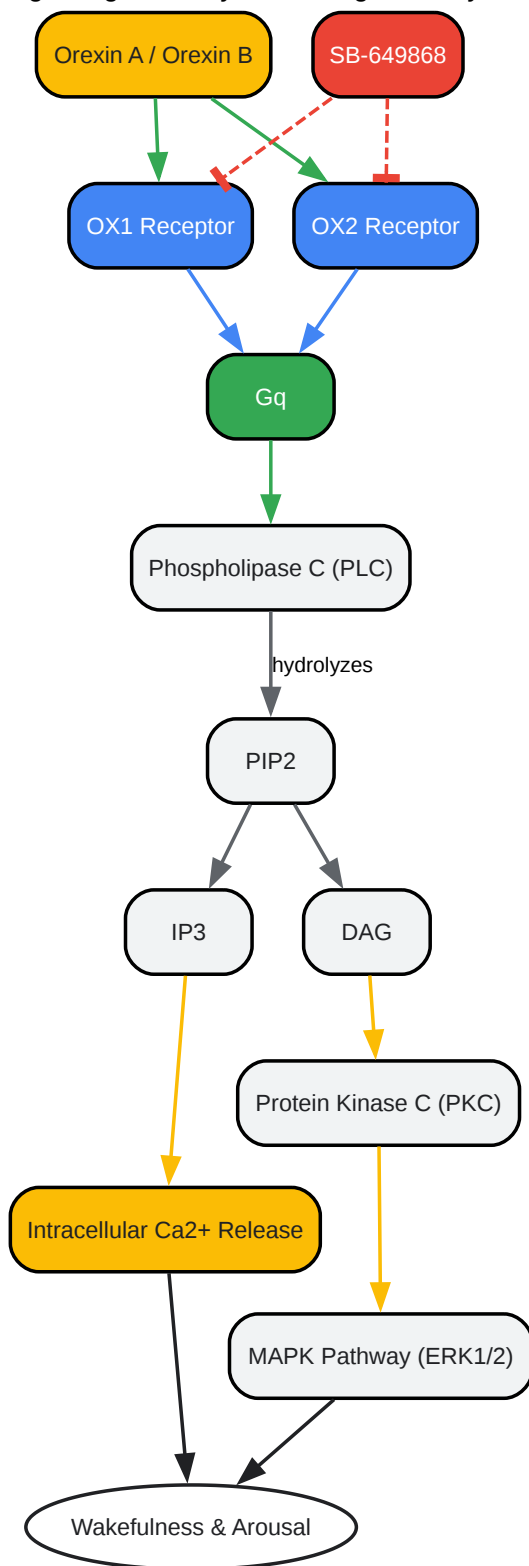 Orexin A / Orexin B
SB-649868
OX1 Receptor
OX2 Receptor
Gq
Phospholipase C (PLC)
hydrolyzes
PIP2
IP3
DAG
Protein Kinase C (PKC)
Intracellular Ca2+ Release
MAPK Pathway (ERK1/2)
Wakefulness & Arousal